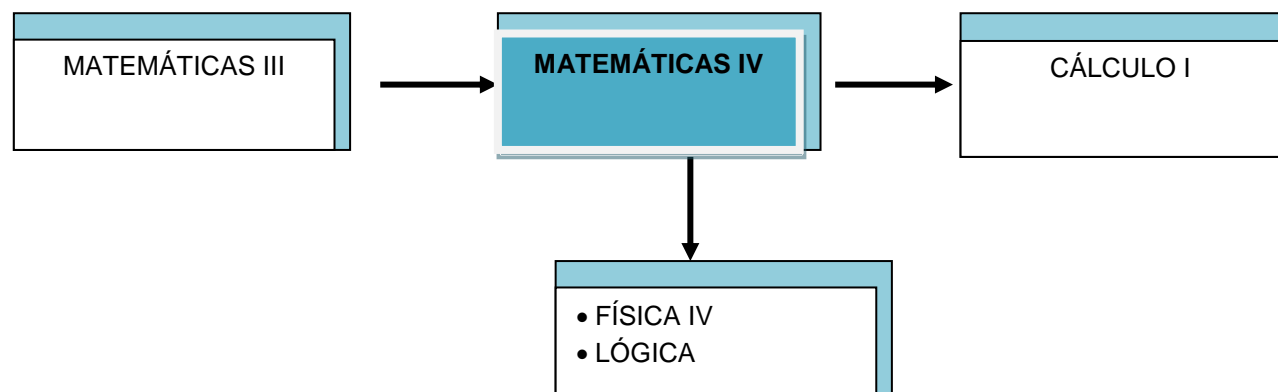 MATEMÁTICAS III
MATEMÁTICAS IV
CÁLCULO I
• FÍSICA IV
• LÓGICA